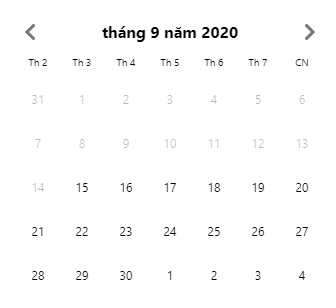 tháng 9 năm 2020
Th 2 Th 3 Th 4 Th 5 Th 6 Th 7 CN
31 1 2 3 4 5 6
7 8 9 10 11 12 13
14 15 16 17 18 19 20
21 22 23 24 25 26 27
28 29 30 1 2 3 4